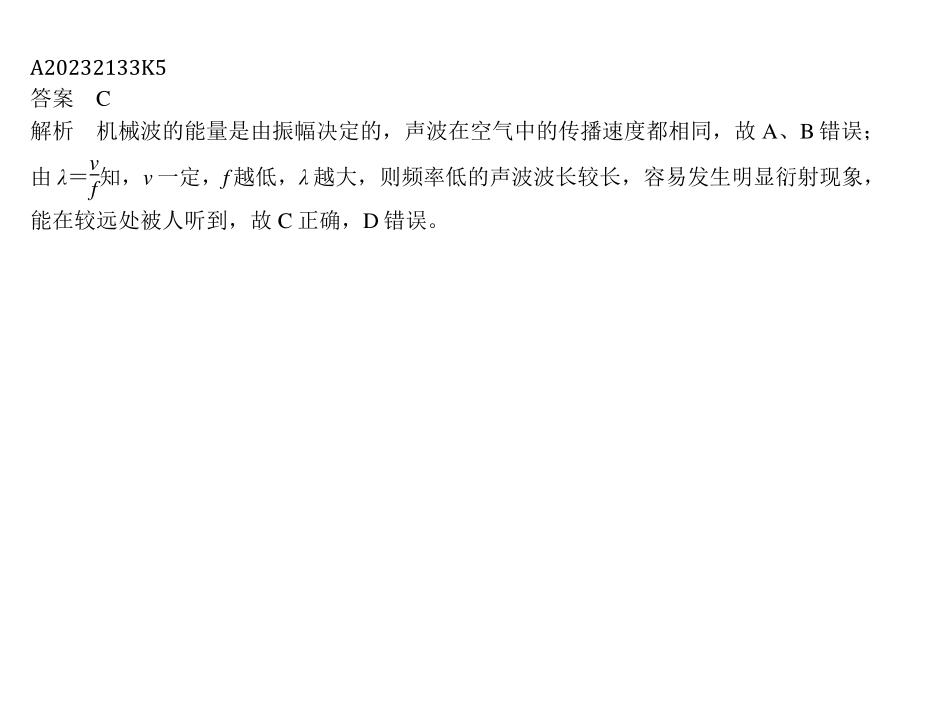 A20232133K5
答案 C
解析 机械波的能量是由振幅决定的，声波在空气中的传播速度都相同，故 A、B 错误；
由 λ＝v/f知，v 一定，f 越低，λ 越大，则频率低的声波波长较长，容易发生明显衍射现象，
能在较远处被人听到，故 C 正确，D 错误。